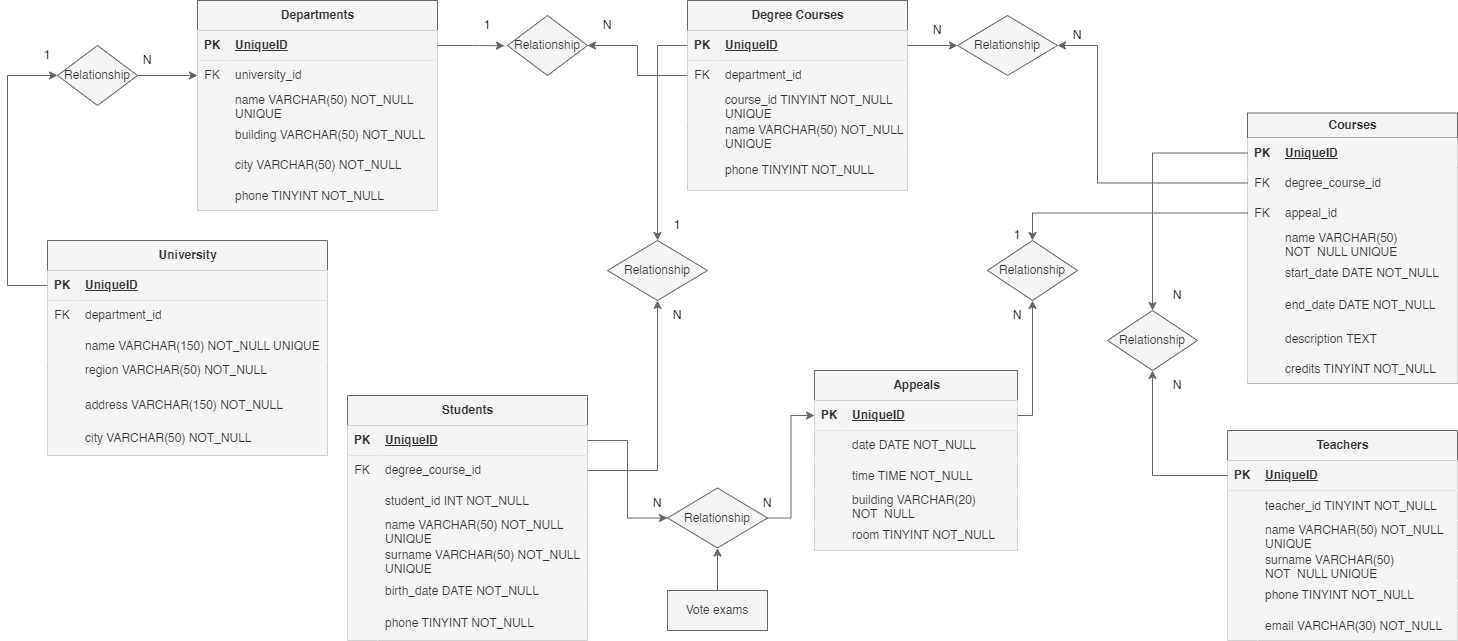 Departments
PK UniqueID
FK university_id
name VARCHAR(50) NOT_NULL
UNIQUE
building VARCHAR(50) NOT_NULL
city VARCHAR(50) NOT_NULL
phone TINYINT NOT_NULL
1
Relationship
N
Degree Courses
PK UniqueID
FK department_id
course_id TINYINT NOT_NULL
UNIQUE
name VARCHAR(50) NOT_NULL
UNIQUE
phone TINYINT NOT_NULL
N
Relationship
N
1
Relationship
N
Courses
PK UniqueID
FK degree_course_id
FK appeal_id
name VARCHAR(50)
NOT_NULL UNIQUE
start_date DATE NOT_NULL
end_date DATE NOT_NULL
description TEXT
credits TINYINT NOT_NULL
University
PK UniqueID
FK department_id
name VARCHAR(150) NOT_NULL UNIQUE
region VARCHAR(50) NOT_NULL
address VARCHAR(150) NOT_NULL
city VARCHAR(50) NOT_NULL
1
Relationship
N
1
Relationship
N
N
Relationship
N
Students
PK UniqueID
FK degree_course_id
student_id INT NOT_NULL
name VARCHAR(50) NOT_NULL
UNIQUE
surname VARCHAR(50) NOT_NULL
UNIQUE
birth_date DATE NOT_NULL
phone TINYINT NOT_NULL
N
Relationship
N
Vote exams
Appeals
PK UniqueID
date DATE NOT_NULL
time TIME NOT_NULL
building VARCHAR(20)
NOT_NULL
room TINYINT NOT_NULL
Teachers
PK UniqueID
teacher_id TINYINT NOT_NULL
name VARCHAR(50) NOT_NULL
UNIQUE
surname VARCHAR(50)
NOT_NULL UNIQUE
phone TINYINT NOT_NULL
email VARCHAR(30) NOT_NULL